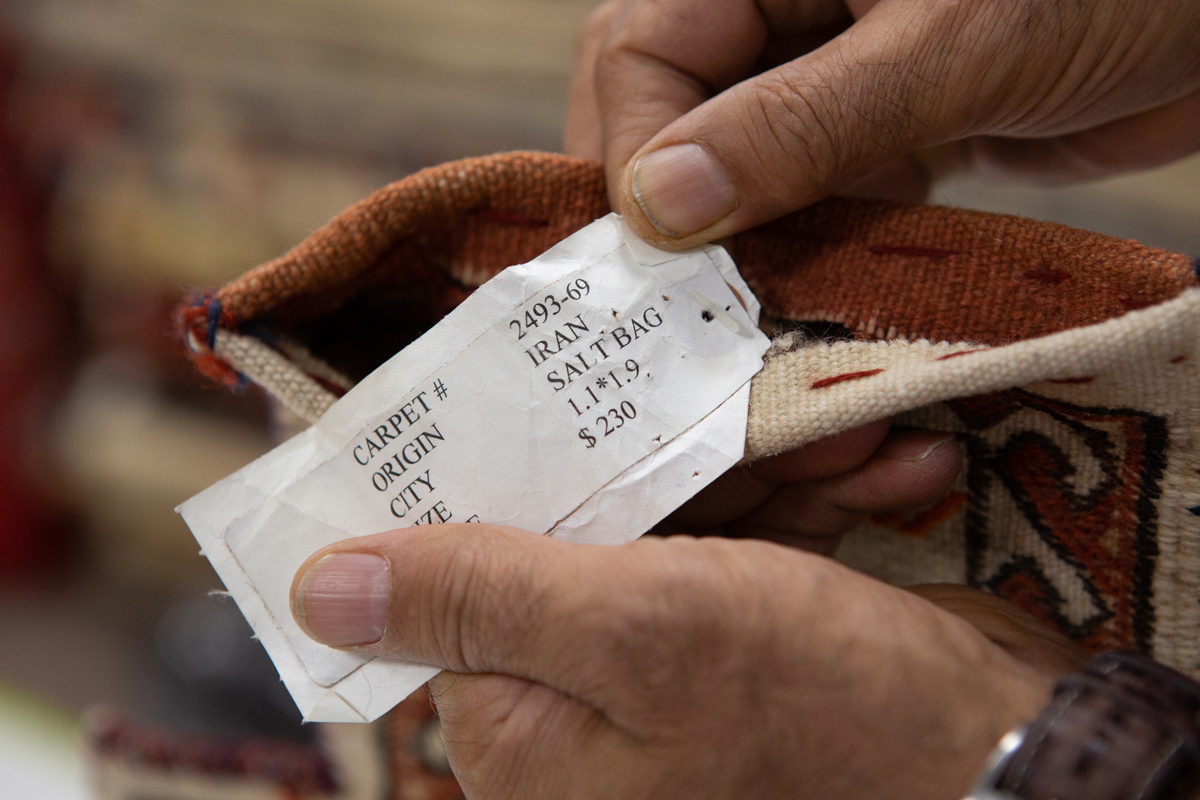 CARPET # 2493-69
ORIGIN IRAN
CITY SALT BAG
1.1*1.9
$ 230